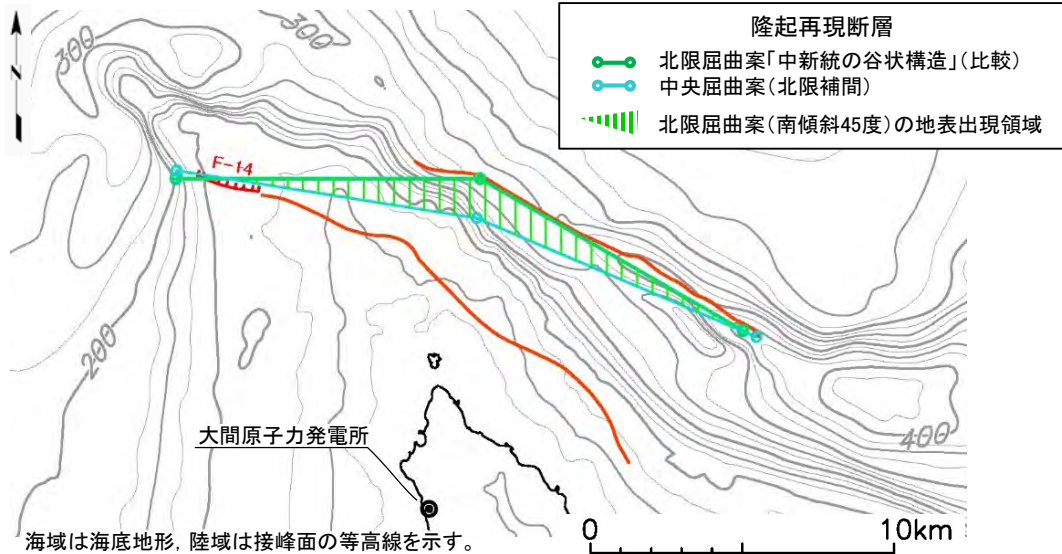 隆起再現断層
北限屈曲案「中新統の谷状構造」(比較)
中央屈曲案(北限補間)
北限屈曲案(南傾斜45度)の地表出現領域
N
300
300
F-14
200
400
大間原子力発電所
海域は海底地形，陸域は接峰面の等高線を示す。
0
10km